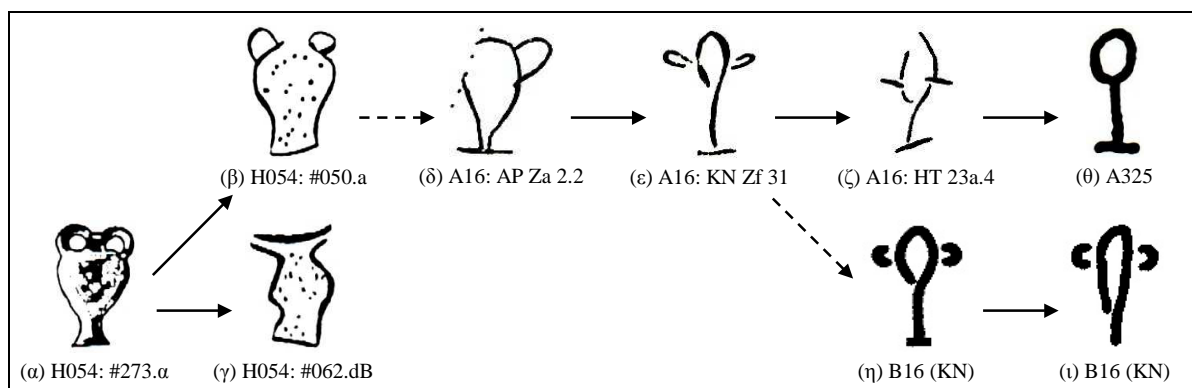 (β) H054: #050.a
(δ) A16: AP Za 2.2
(ε) A16: KN Zf 31
(ζ) A16: HT 23a.4
(θ) A325
(α) H054: #273.α
(γ) H054: #062.dB
(η) B16 (KN)
(ι) B16 (KN)